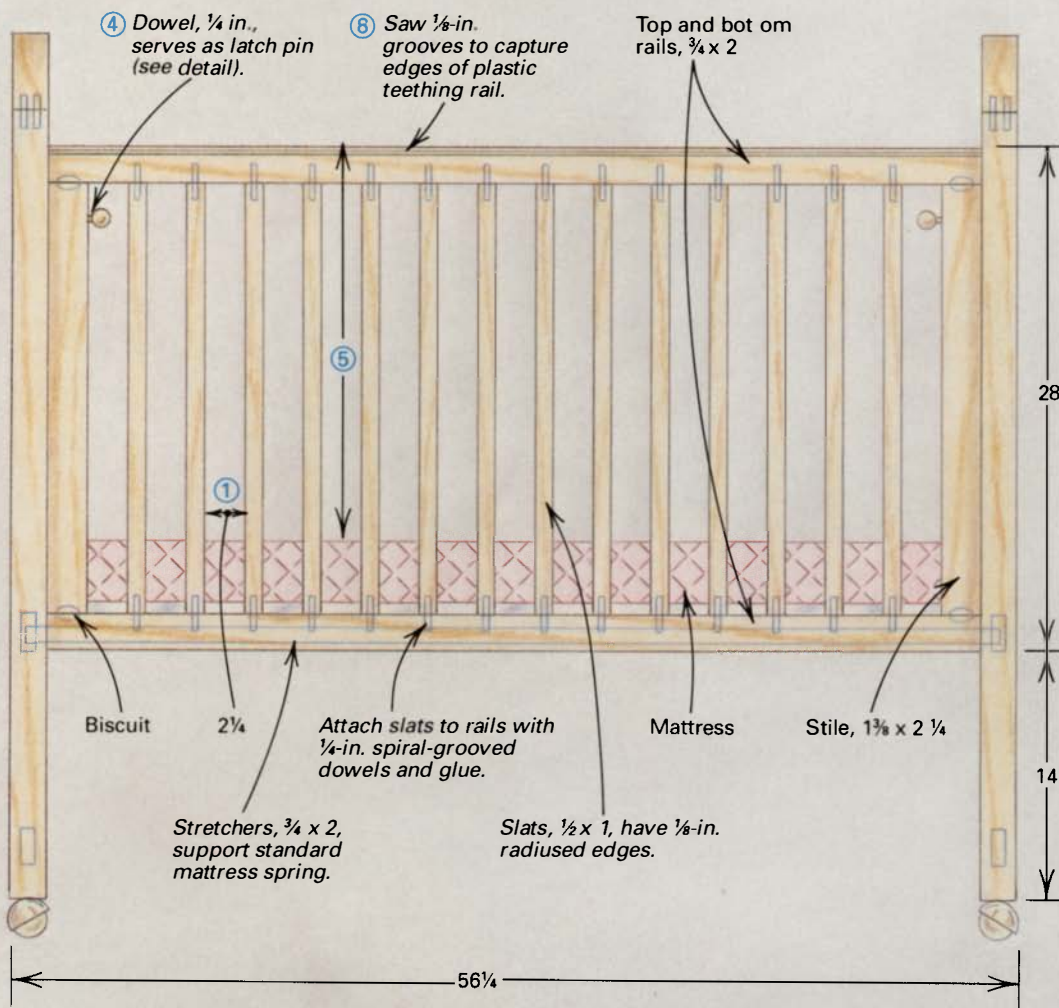 ④ Dowel, ¼ in.,
serves as latch pin
(see detail).
⑧ Saw ⅛-in.
grooves to capture
edges of plastic
teething rail.
Top and bot om
rails, ¾ x 2
⑤
①
28
Biscuit
2¼
Attach slats to rails with
¼-in. spiral-grooved
dowels and glue.
Mattress
Stile, 1⅜ x 2 ¼
14
Stretchers, ¾ x 2,
support standard
mattress spring.
Slats, ½ x 1, have ⅛-in.
radiused edges.
56¼